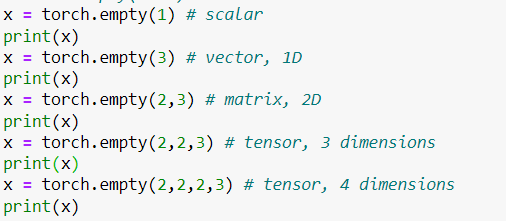 x = torch.empty(1) # scalar
print(x)
x = torch.empty(3) # vector, 1D
print(x)
x = torch.empty(2,3) # matrix, 2D
print(x)
x = torch.empty(2,2,3) # tensor, 3 dimensions
print(x)
x = torch.empty(2,2,2,3) # tensor, 4 dimensions
print(x)